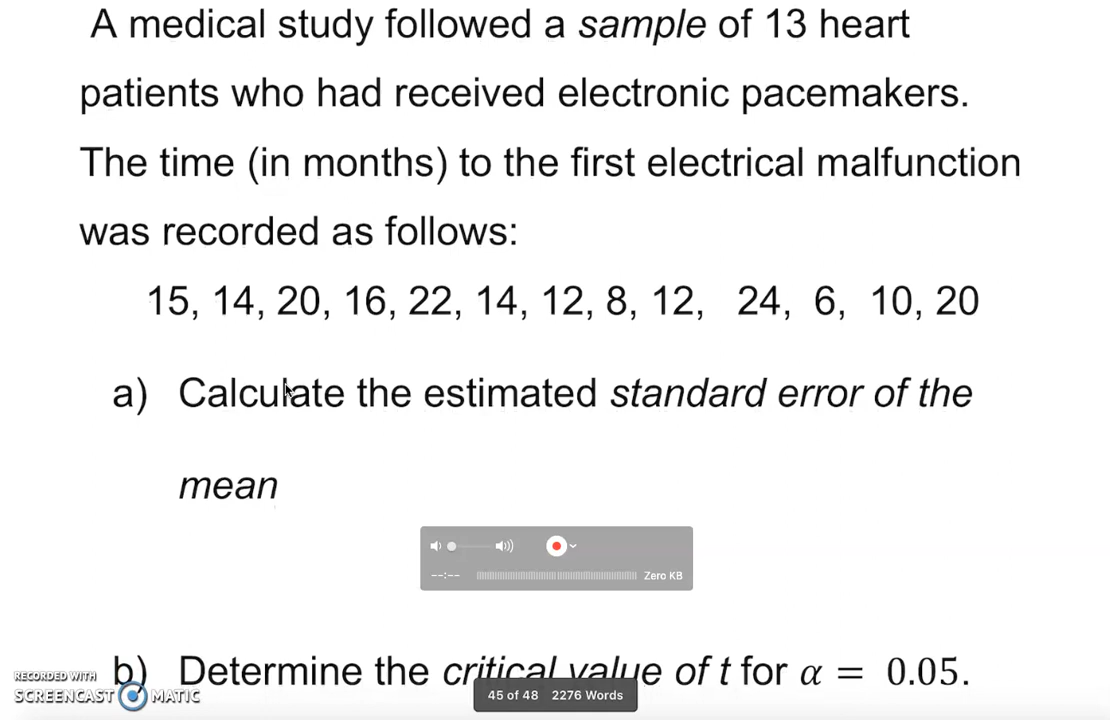 A medical study followed a sample of 13 heart
patients who had received electronic pacemakers.
The time (in months) to the first electrical malfunction
was recorded as follows:
15, 14, 20, 16, 22, 14, 12, 8, 12, 24, 6, 10, 20
a) Calculate the estimated standard error of the
mean
--:-- Zero KB
b) Determine the critical value of t for α = 0.05.
RECORDED WITH
SCREENCAST MATIC
45 of 48 2276 Words